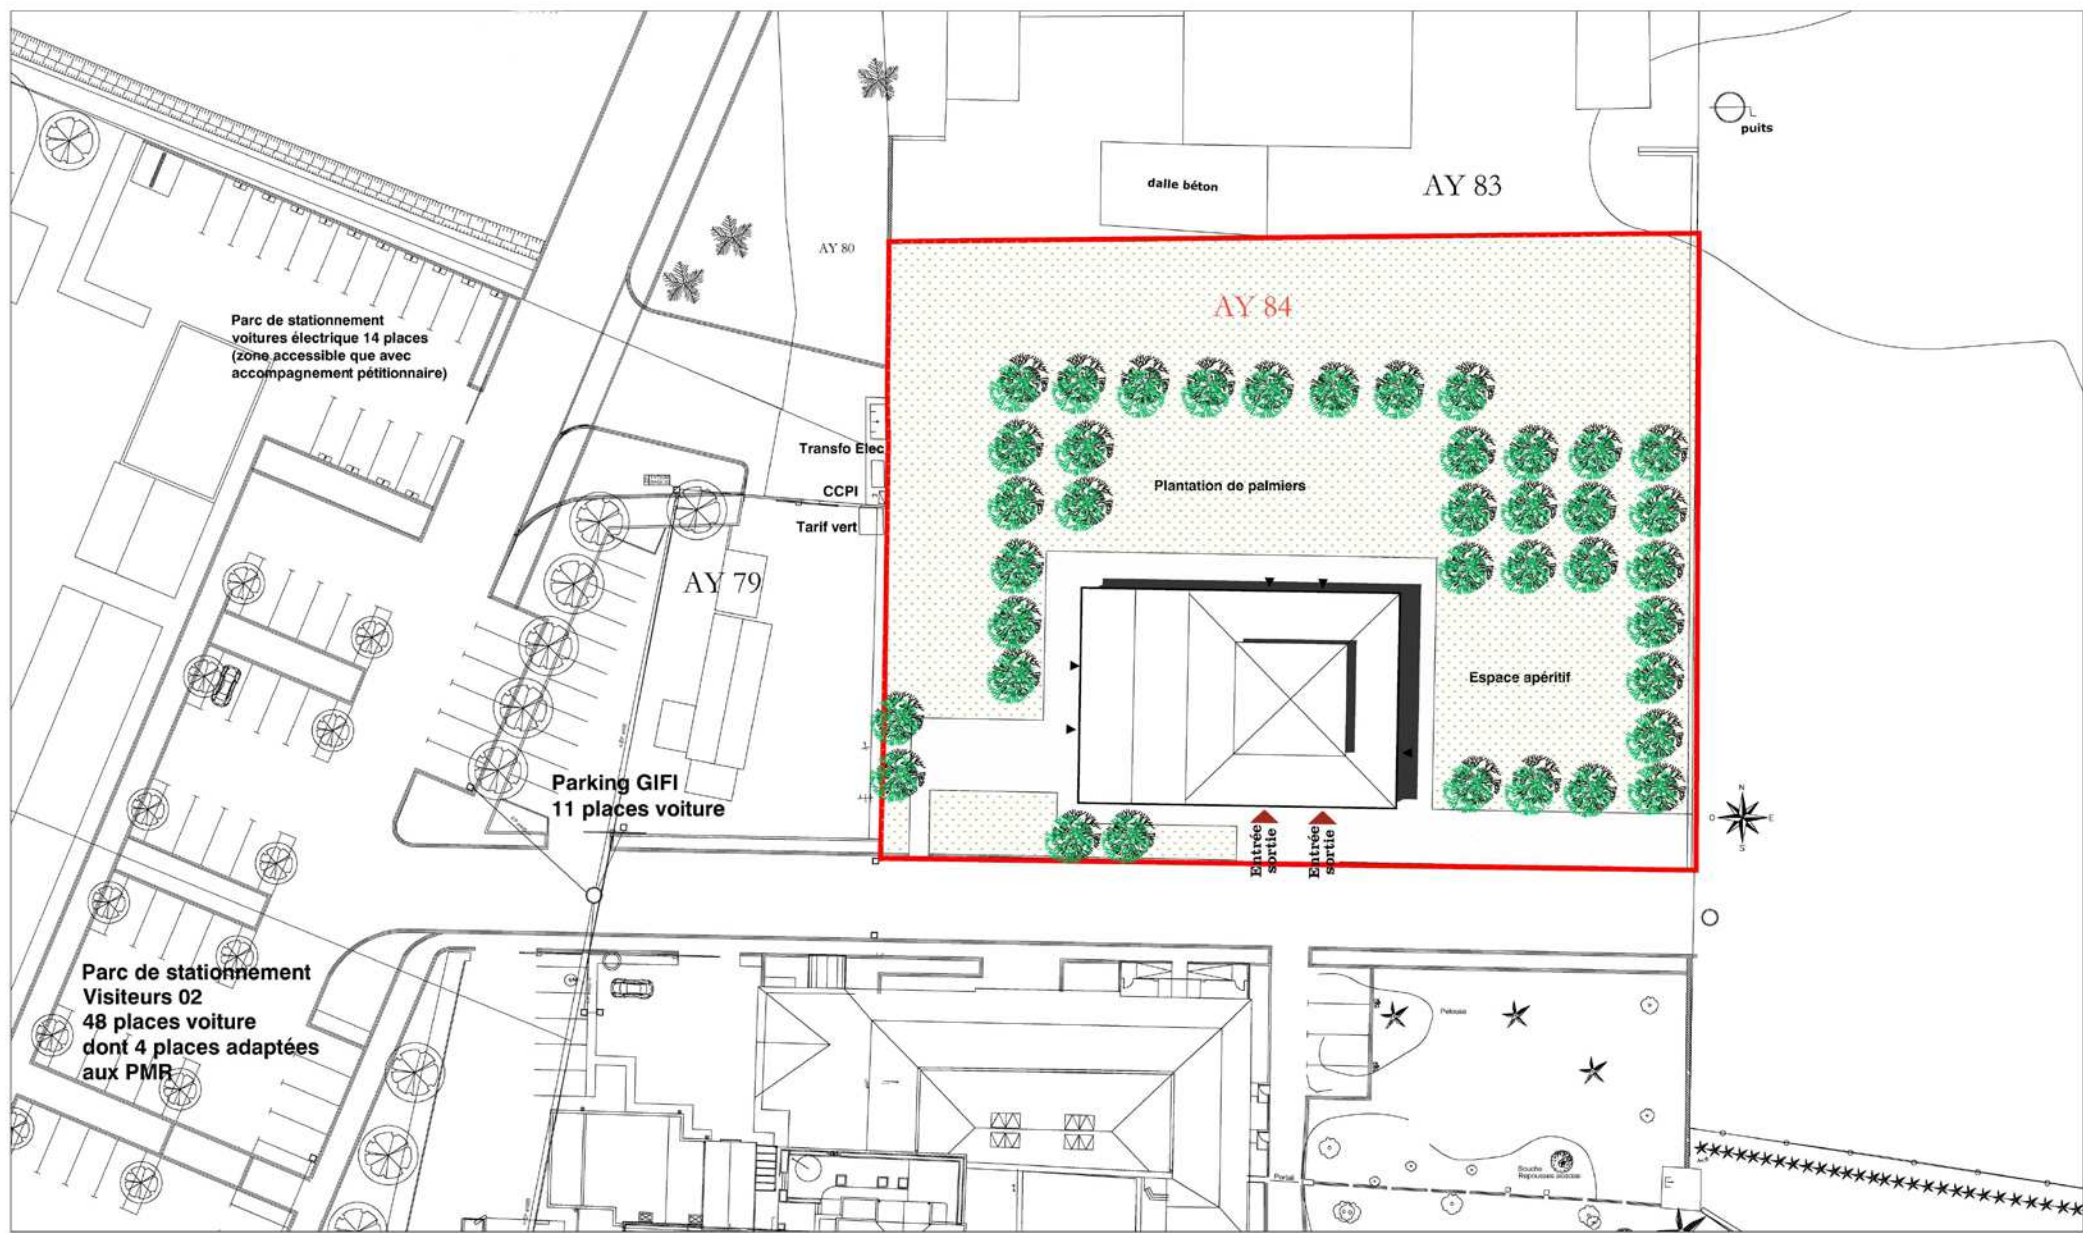 puits
dalle béton
AY 83
AY 80
AY 84
Parc de stationnement
voitures électrique 14 places
(zone accessible que avec
accompagnement pétitionnaire)
Transfo Elec
CCPI
Tarif vert
Plantation de palmiers
AY 79
Espace apéritif
Parking GIFI
11 places voiture
N
O
E
S
Entrée
sortie
Entrée
sortie
Parc de stationnement
Visiteurs 02
48 places voiture
dont 4 places adaptées
aux PMR
Pelouse
Souche
Portail